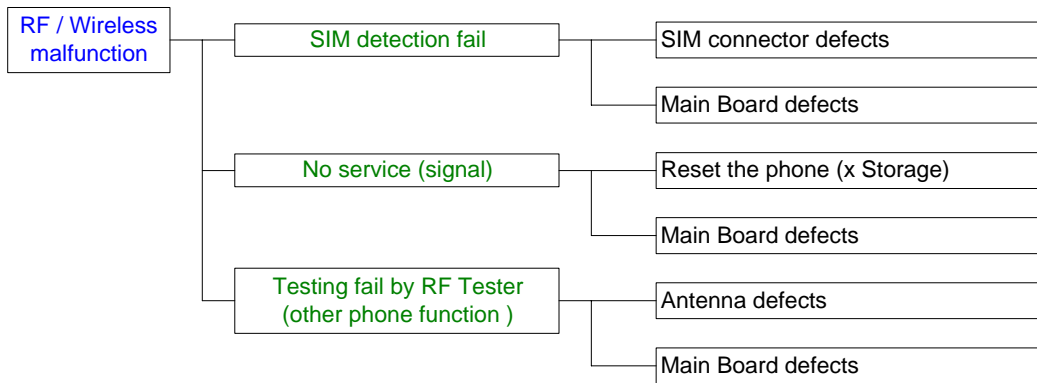 RF / Wireless
malfunction
SIM detection fail
SIM connector defects
Main Board defects
No service (signal)
Reset the phone (x Storage)
Main Board defects
Testing fail by RF Tester
(other phone function )
Antenna defects
Main Board defects